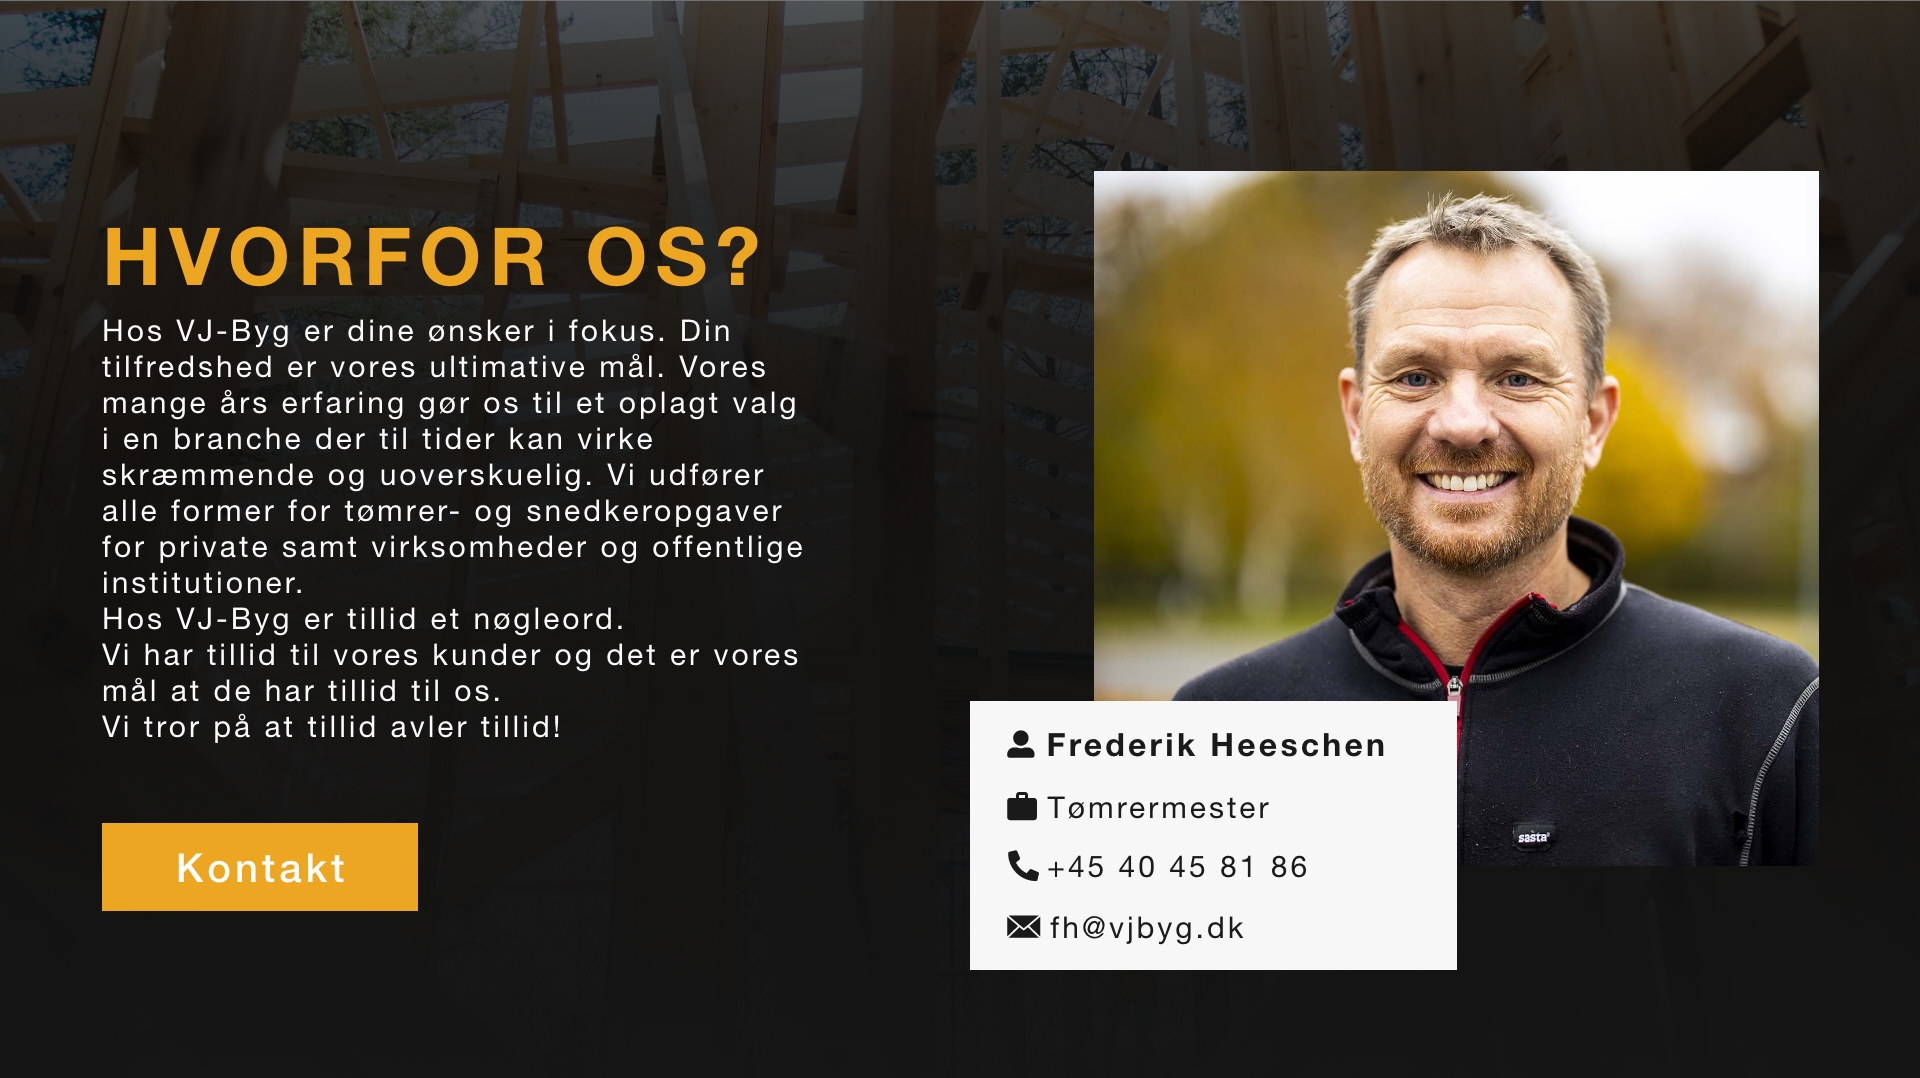 HVORFOR OS?
Hos VJ-Byg er dine ønsker i fokus. Din
tilfredshed er vores ultimative mål. Vores
mange års erfaring gør os til et oplagt valg
i en branche der til tider kan virke
skræmmende og uoverskuelig. Vi udfører
alle former for tømrer- og snedkeropgaver
for private samt virksomheder og offentlige
institutioner.
Hos VJ-Byg er tillid et nøgleord.
Vi har tillid til vores kunder og det er vores
mål at de har tillid til os.
Vi tror på at tillid avler tillid!
Kontakt
sasta
Frederik Heeschen
Tømrermester
+45 40 45 81 86
fh@vjbyg.dk